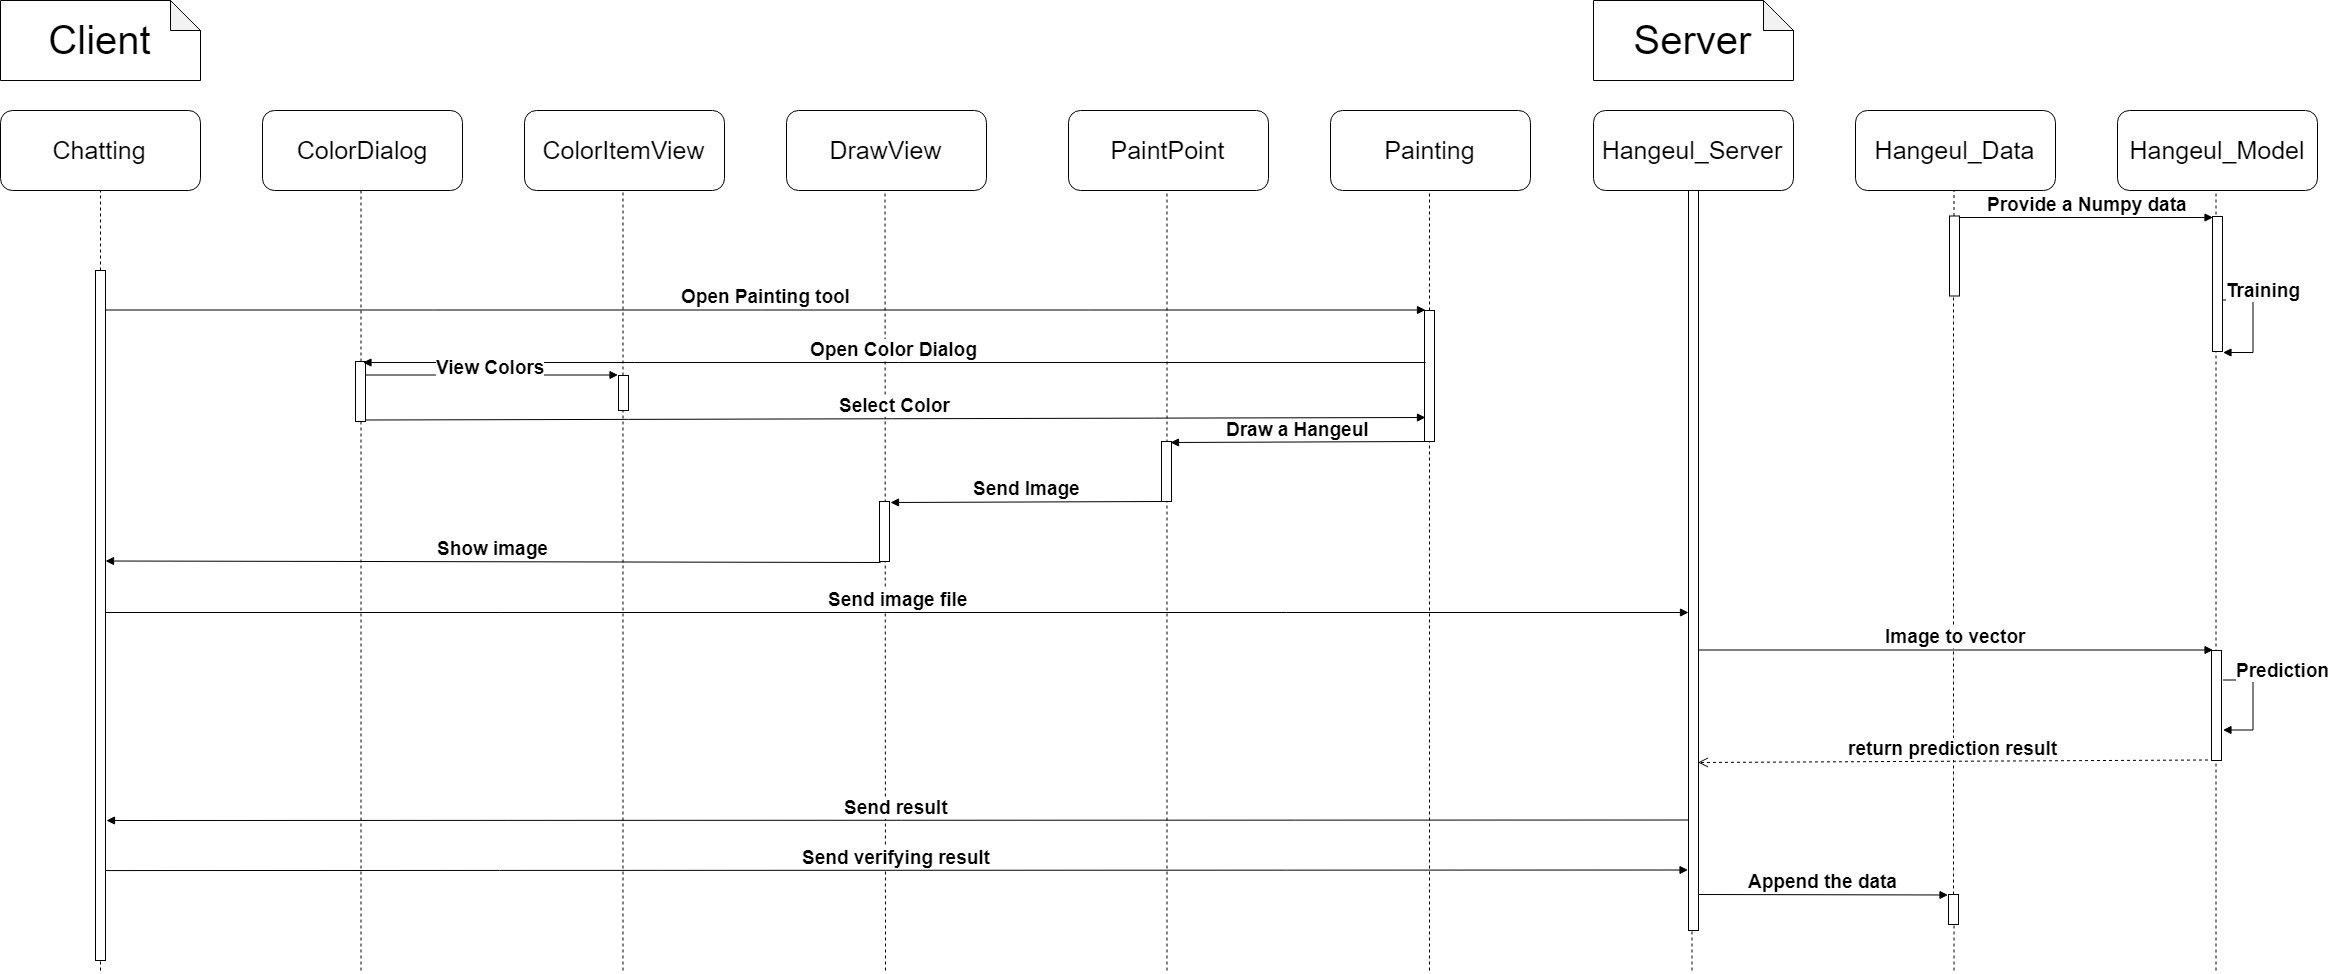 Client
Server
Chatting
ColorDialog
ColorItemView
DrawView
PaintPoint
Painting
Hangeul_Server
Hangeul_Data
Hangeul_Model
Provide a Numpy data
Training
Open Painting tool
Open Color Dialog
View Colors
Select Color
Draw a Hangeul
Send Image
Show image
Send image file
Image to vector
Prediction
return prediction result
Send result
Send verifying result
Append the data